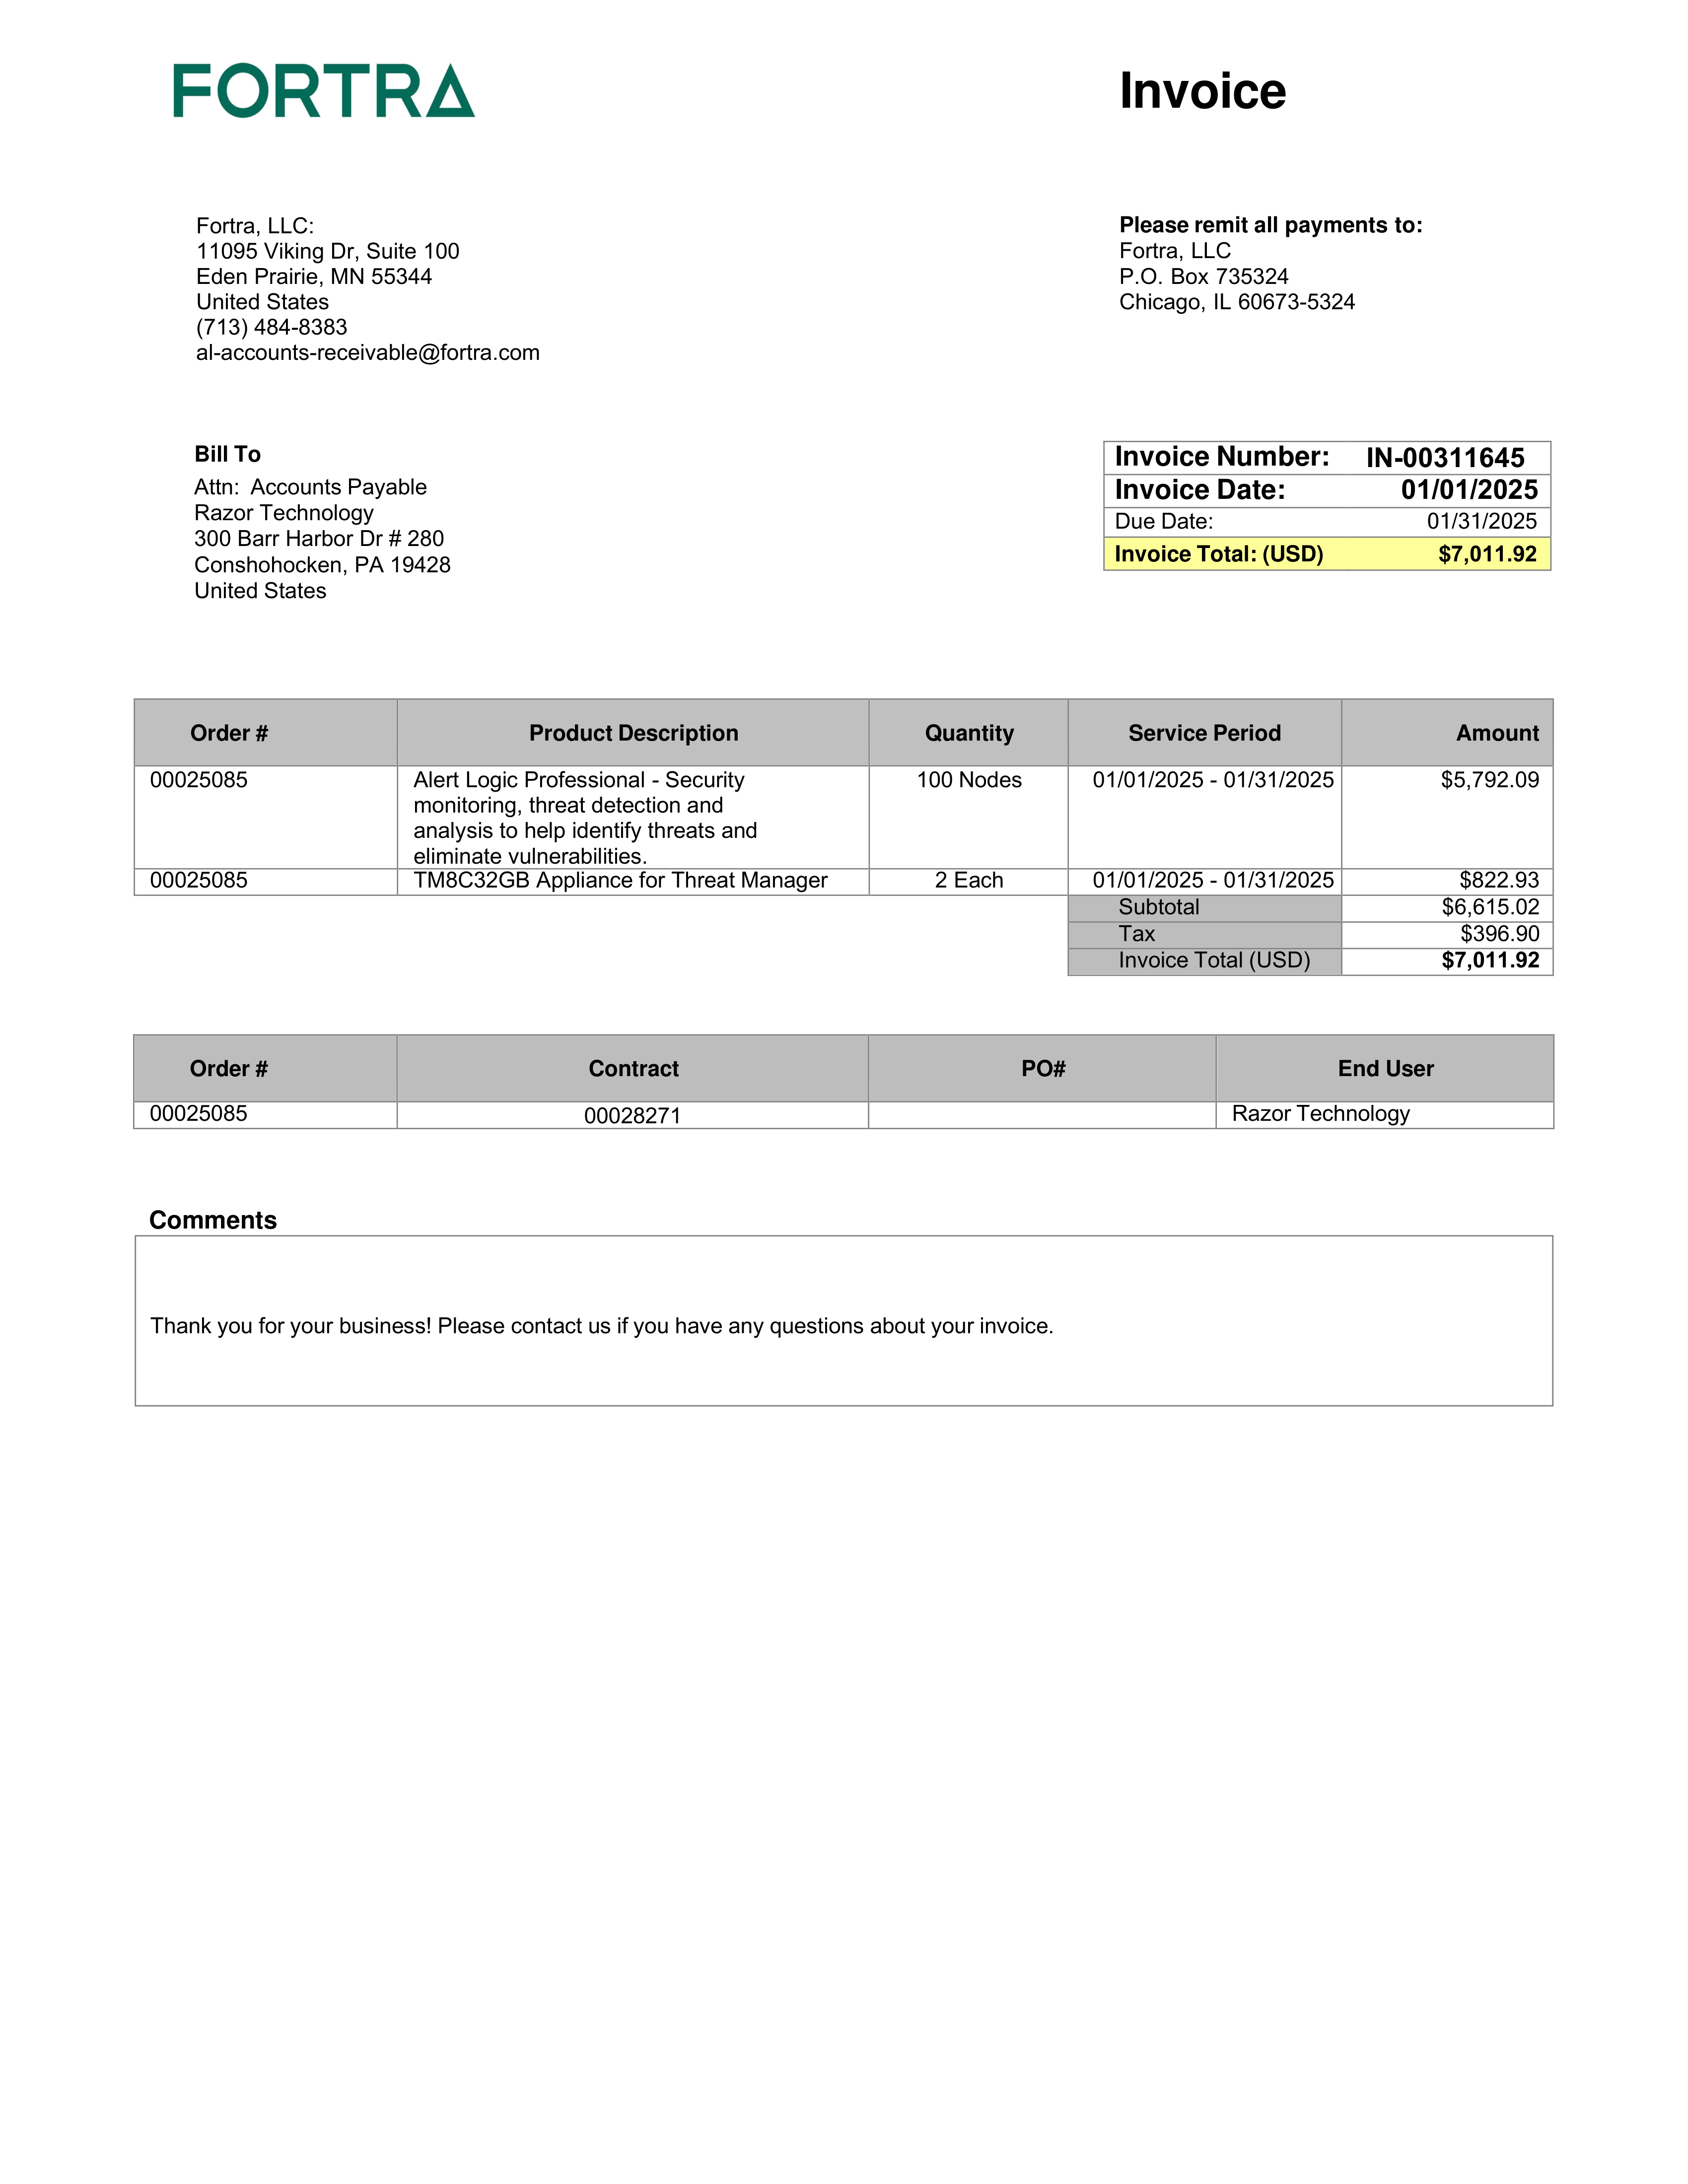 FORTRA
Invoice
Fortra, LLC:
11095 Viking Dr, Suite 100
Eden Prairie, MN 55344
United States
(713) 484-8383
al-accounts-receivable@fortra.com
Please remit all payments to:
Fortra, LLC
P.O. Box 735324
Chicago, IL 60673-5324
Bill To
Attn:  Accounts Payable
Razor Technology
300 Barr Harbor Dr # 280
Conshohocken, PA 19428
United States
Invoice Number: IN-00311645
Invoice Date: 01/01/2025
Due Date: 01/31/2025
Invoice Total: (USD) $7,011.92
Order # Product Description Quantity Service Period Amount
00025085 Alert Logic Professional - Security 100 Nodes 01/01/2025 - 01/31/2025 $5,792.09
monitoring, threat detection and
analysis to help identify threats and
eliminate vulnerabilities.
00025085 TM8C32GB Appliance for Threat Manager 2 Each 01/01/2025 - 01/31/2025 $822.93
Subtotal $6,615.02
Tax $396.90
Invoice Total (USD) $7,011.92
Order # Contract PO# End User
00025085 00028271 Razor Technology
Comments
Thank you for your business! Please contact us if you have any questions about your invoice.